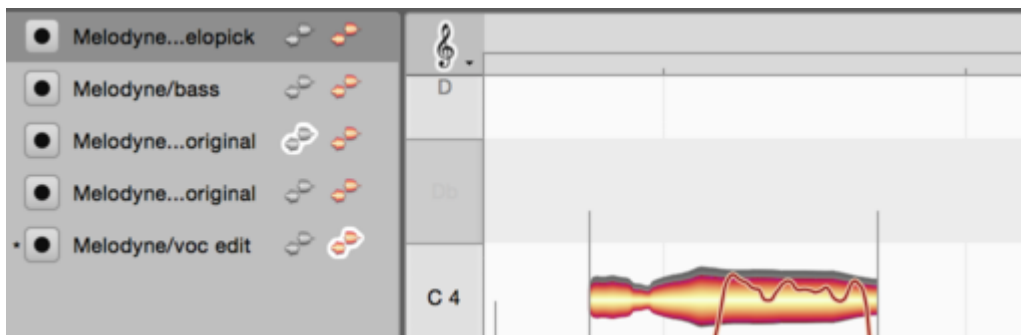 Melodyne...elopick
Melodyne/bass
Melodyne...original
Melodyne...original
Melodyne/voc edit
D
Db
C 4